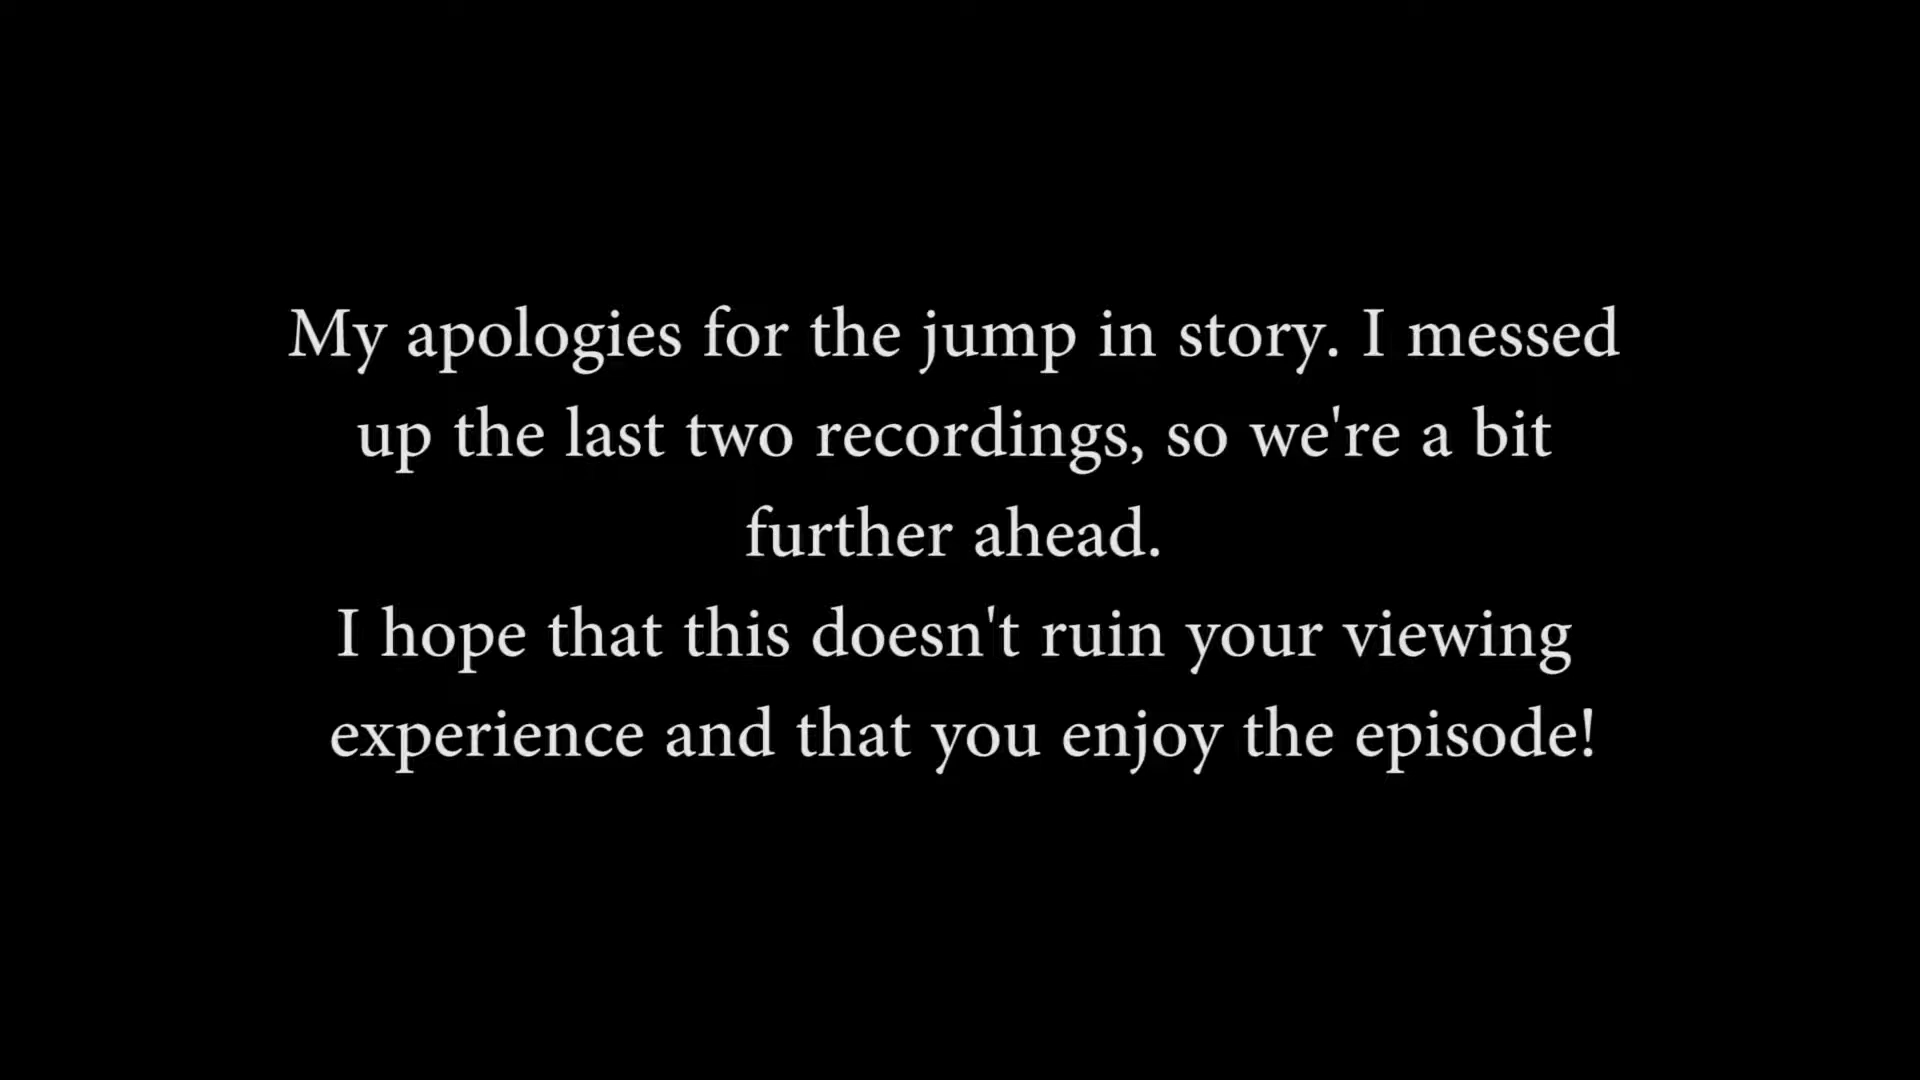 My apologies for the jump in story. I messed
up the last two recordings, so we're a bit
further ahead.
I hope that this doesn't ruin your viewing
experience and that you enjoy the episode!